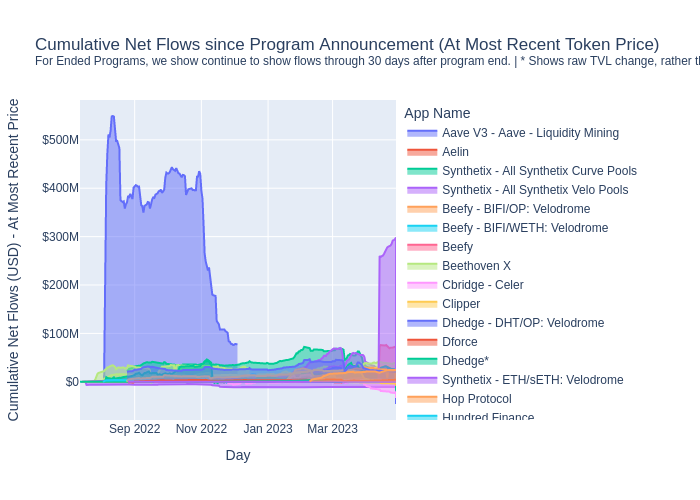 Cumulative Net Flows since Program Announcement (At Most Recent Token Price)
For Ended Programs, we show continue to show flows through 30 days after program end. | * Shows raw TVL change, rather
Cumulative Net Flows (USD) - At Most Recent Price
$500M
$400M
$300M
$200M
$100M
$0
Sep 2022
Nov 2022
Jan 2023
Mar 2023
Day
App Name
Aave V3 - Aave - Liquidity Mining
Aelin
Synthetix - All Synthetix Curve Pools
Synthetix - All Synthetix Velo Pools
Beefy - BIFI/OP: Velodrome
Beefy - BIFI/WETH: Velodrome
Beefy
Beethoven X
Cbridge - Celer
Clipper
Dhedge - DHT/OP: Velodrome
Dforce
Dhedge*
Synthetix - ETH/sETH: Velodrome
Hop Protocol
Hundred Finance